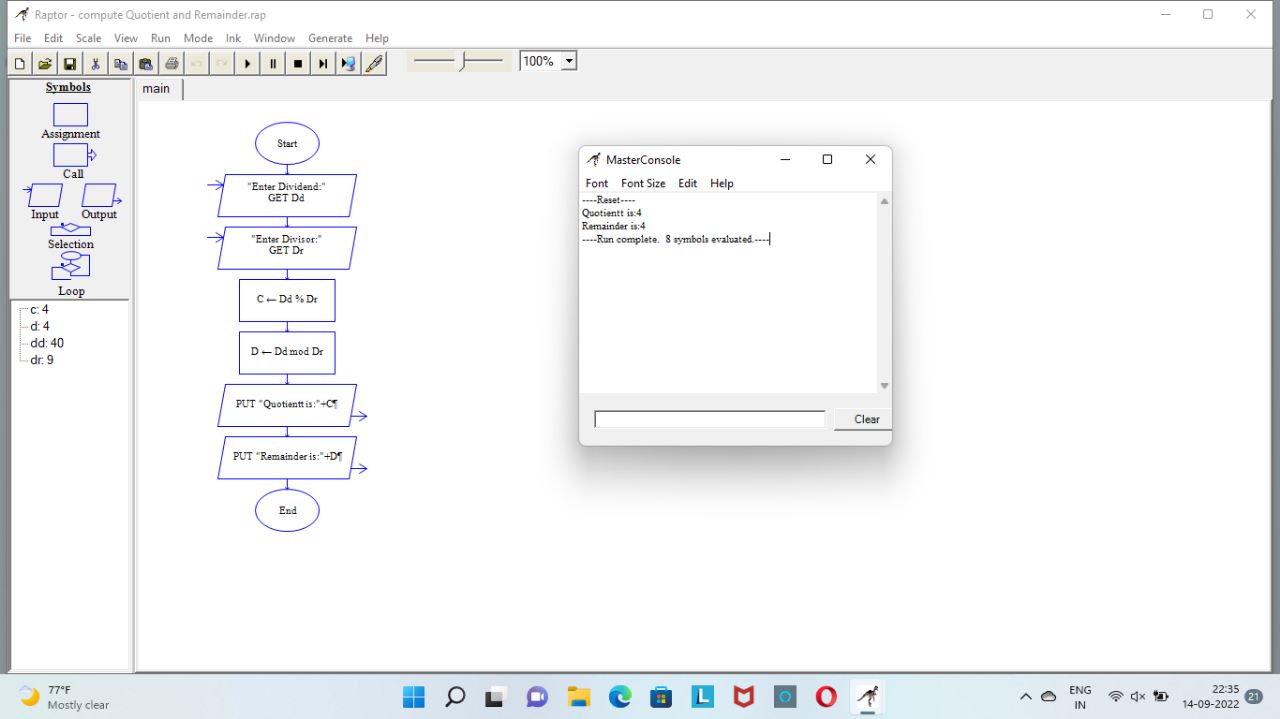 Raptor - compute Quotient and Remainder.rap
File Edit Scale View Run Mode Ink Window Generate Help
100%
Symbols
Assignment
Call
Input Output
Selection
Loop
c: 4
d: 4
dd: 40
dr: 9
main
Start
"Enter Dividend:"
GET Dd
"Enter Divisor:"
GET Dr
C ← Dd % Dr
D ← Dd mod Dr
PUT "Quotientt is:"+C¶
PUT "Remainder is:"+D¶
End
MasterConsole
Font Font Size Edit Help
----Reset----
Quotientt is:4
Remainder is:4
----Run complete. 8 symbols evaluated.----
Clear
77°F
Mostly clear
L
ENG
IN
22:35
14-09-2022
21